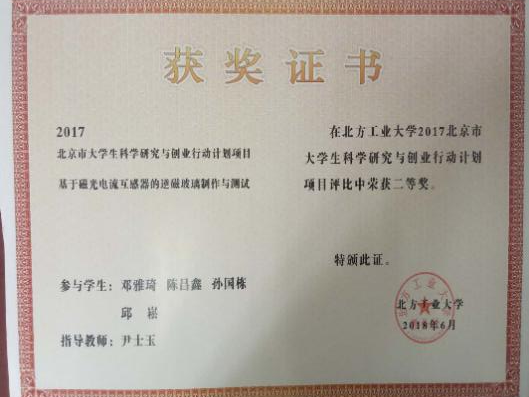 获奖证书
2017
北京市大学生科学研究与创业行动计划项目
基于磁光电流互感器的逆磁玻璃制作与测试
参与学生：邓雅琦 陈昌鑫 孙国栋
邱崧
指导教师：尹士玉
在北方工业大学2017北京市
大学生科学研究与创业行动计划
项目评比中荣获二等奖。
特颁此证。
北方工业大学
2018年6月